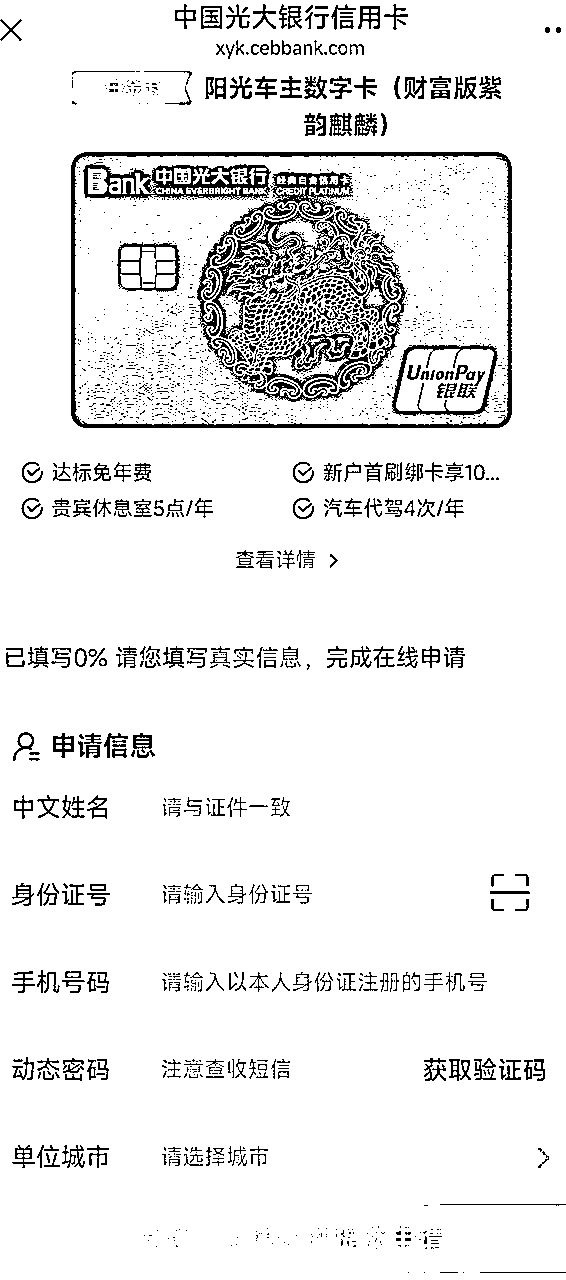 中国光大银行信用卡
xyk.cebbank.com
阳光车主数字卡（财富版紫
韵麒麟）
Bank 中国光大银行 经典白金信用卡
CHINA EVERBRIGHT BANK CREDIT PLATINUM
UnionPay
银联
达标免年费
新户首刷绑卡享10...
贵宾休息室5点/年
汽车代驾4次/年
查看详情
已填写0% 请您填写真实信息，完成在线申请
申请信息
中文姓名 请与证件一致
身份证号 请输入身份证号
手机号码 请输入以本人身份证注册的手机号
动态密码 注意查收短信 获取验证码
单位城市 请选择城市